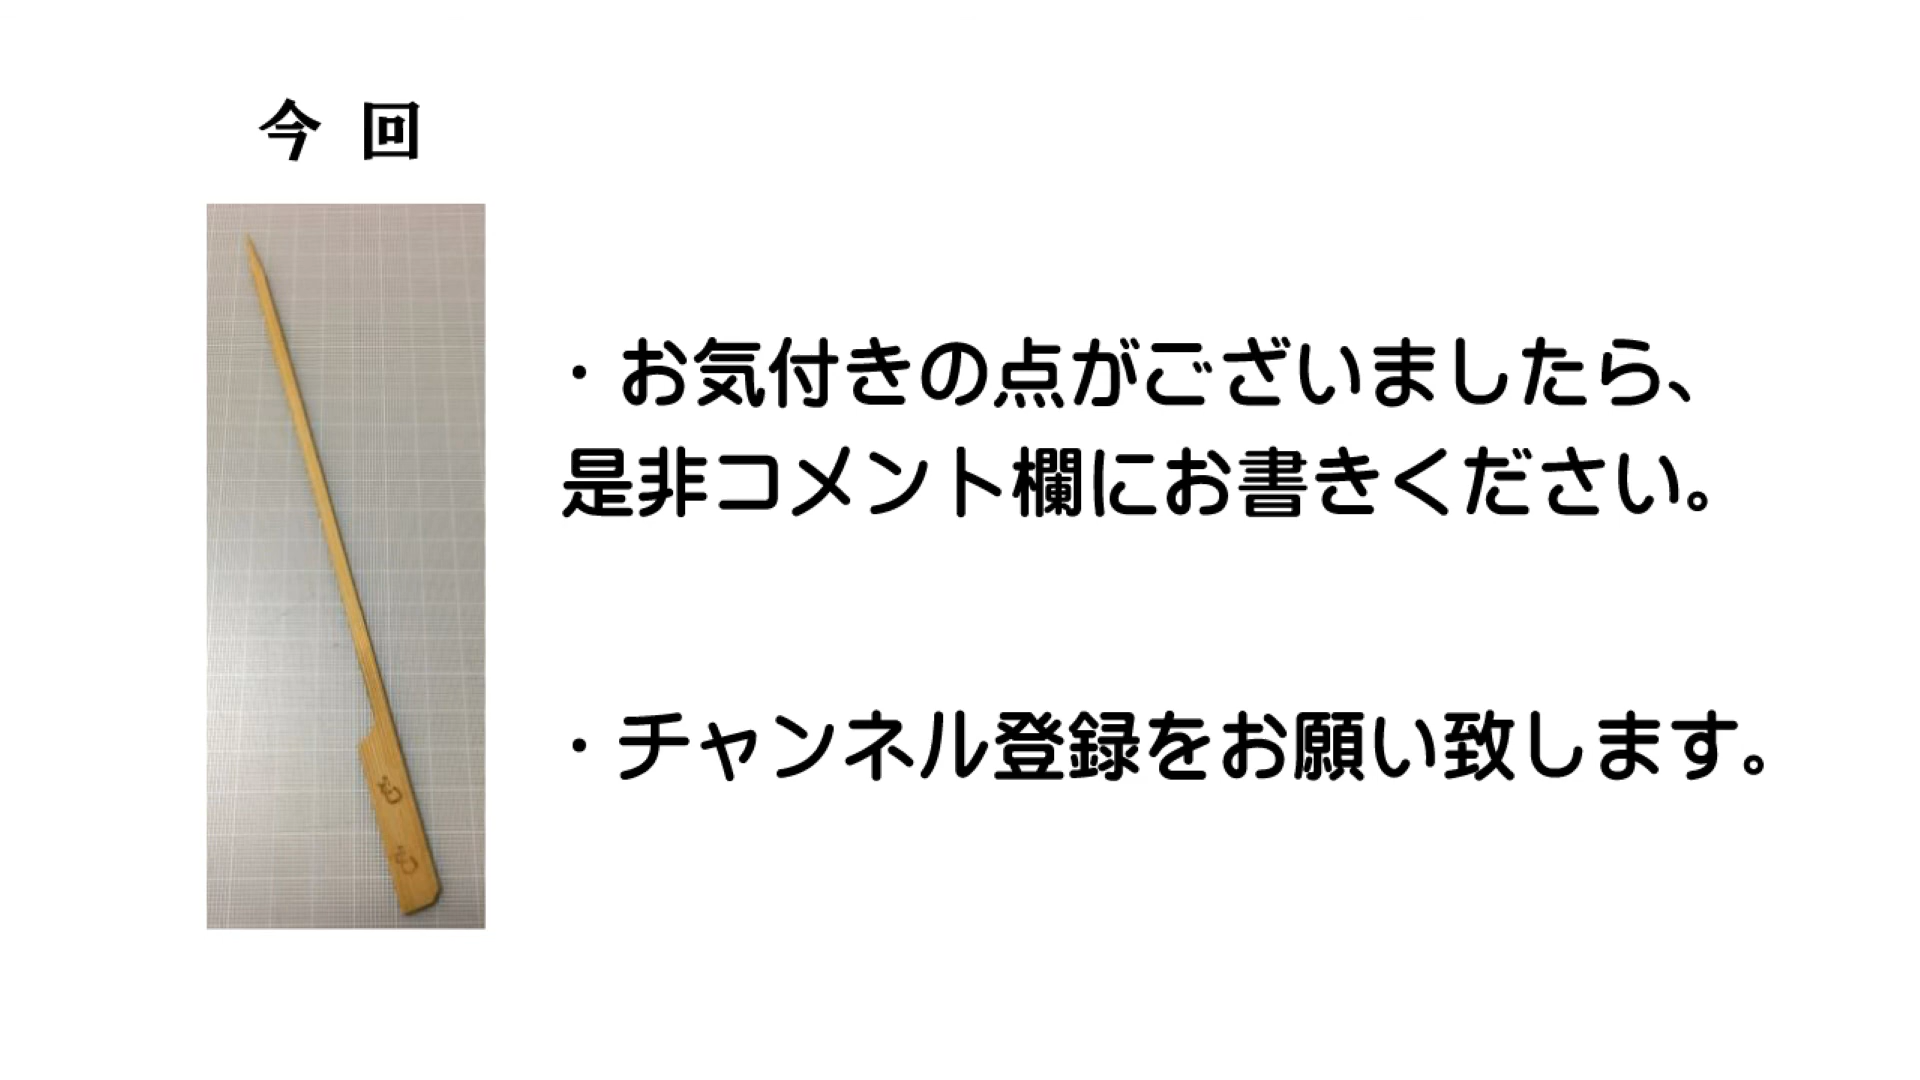 今 回
・お気付きの点がございましたら、
是非コメント欄にお書きください。
・チャンネル登録をお願い致します。